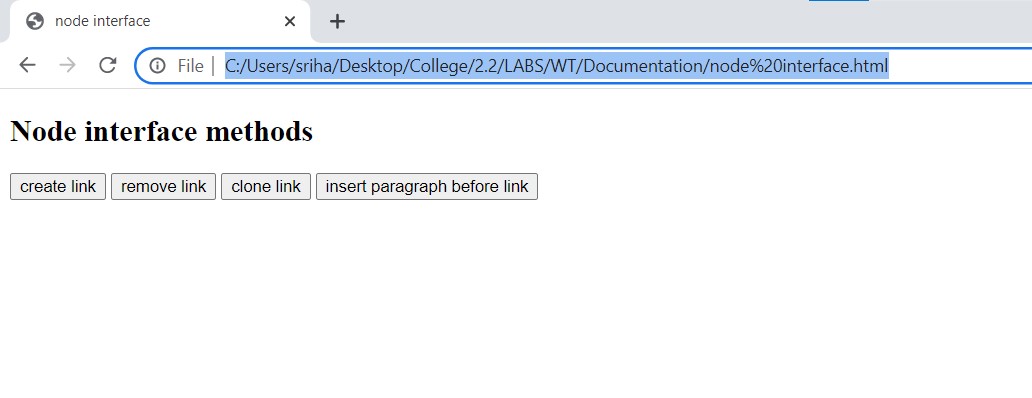 node interface
File C:/Users/sriha/Desktop/College/2.2/LABS/WT/Documentation/node%20interface.html
Node interface methods
create link remove link clone link insert paragraph before link